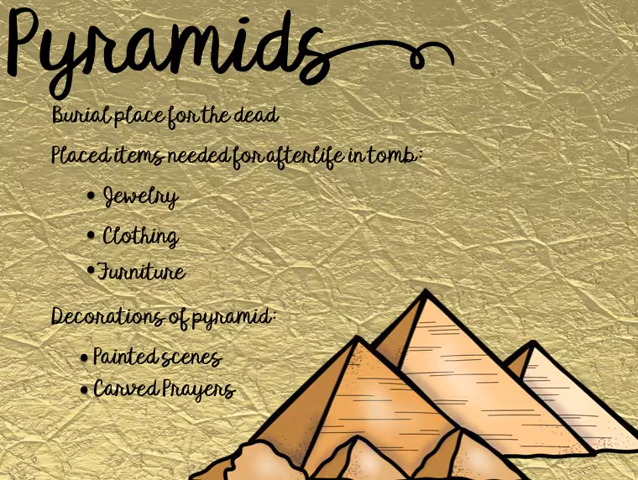 Pyramids
Burial place for the dead
Placed items needed for afterlife in tomb:
• Jewelry
• Clothing
• Furniture
Decorations of pyramid:
• Painted scenes
• Carved Prayers